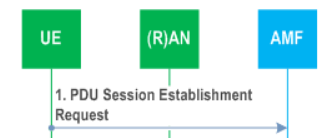 UE (R)AN AMF
1. PDU Session Establishment
Request